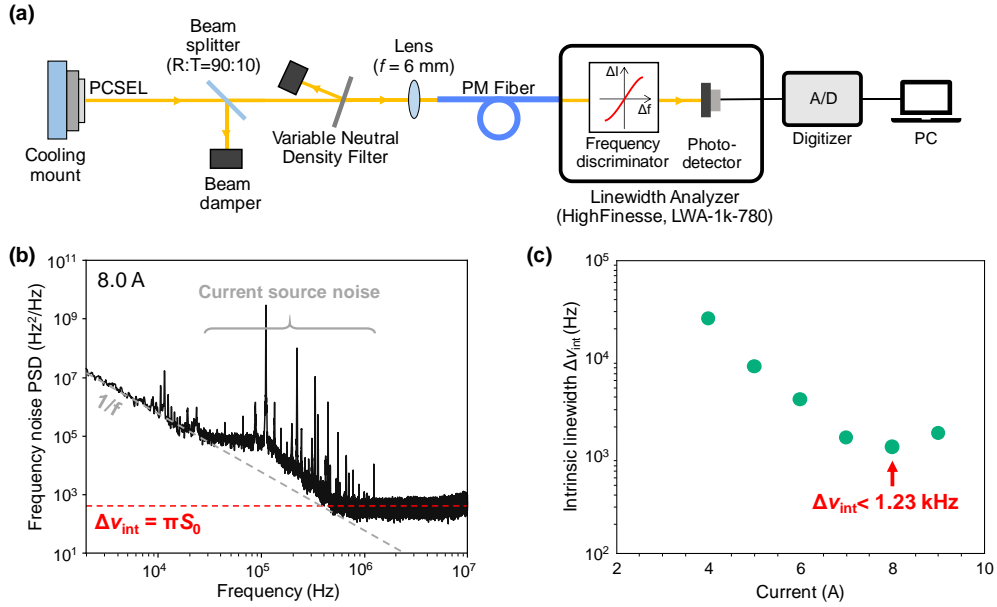 (a)
Beam
splitter
(R:T=90:10)
Lens
(f = 6 mm)
PCSEL
PM Fiber
ΔI
Δf
A/D
Cooling
mount
Beam
damper
Variable Neutral
Density Filter
Frequency
discriminator
Photo-
detector
Digitizer
PC
Linewidth Analyzer
(HighFinesse, LWA-1k-780)
(b)
Frequency noise PSD (Hz²/Hz)
10¹¹
10⁹
10⁷
10⁵
10³
10¹
8.0 A
Current source noise
1/f
Δν_int = πS₀
10⁴
10⁵
10⁶
10⁷
Frequency (Hz)
(c)
Intrinsic linewidth Δν_int (Hz)
10⁵
10⁴
10³
10²
Δν_int < 1.23 kHz
2
4
6
8
10
Current (A)